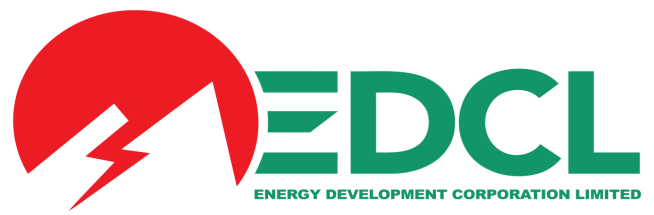 EDCL
ENERGY DEVELOPMENT CORPORATION LIMITED